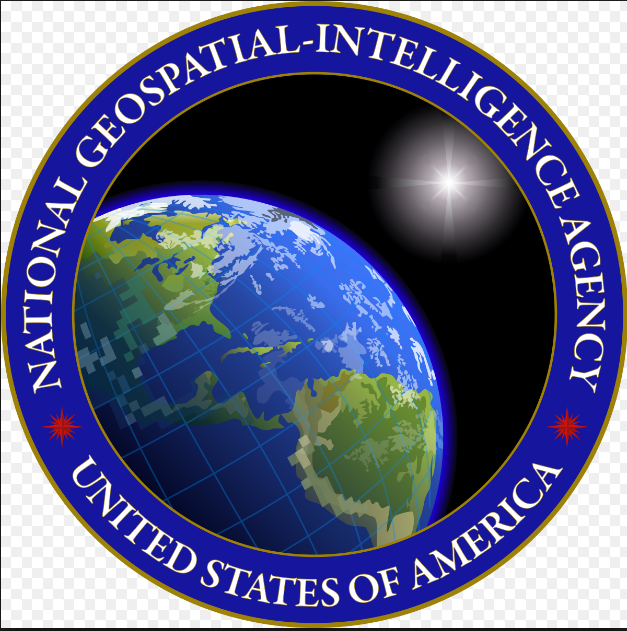 NATIONAL GEOSPATIAL-INTELLIGENCE AGENCY
UNITED STATES OF AMERICA